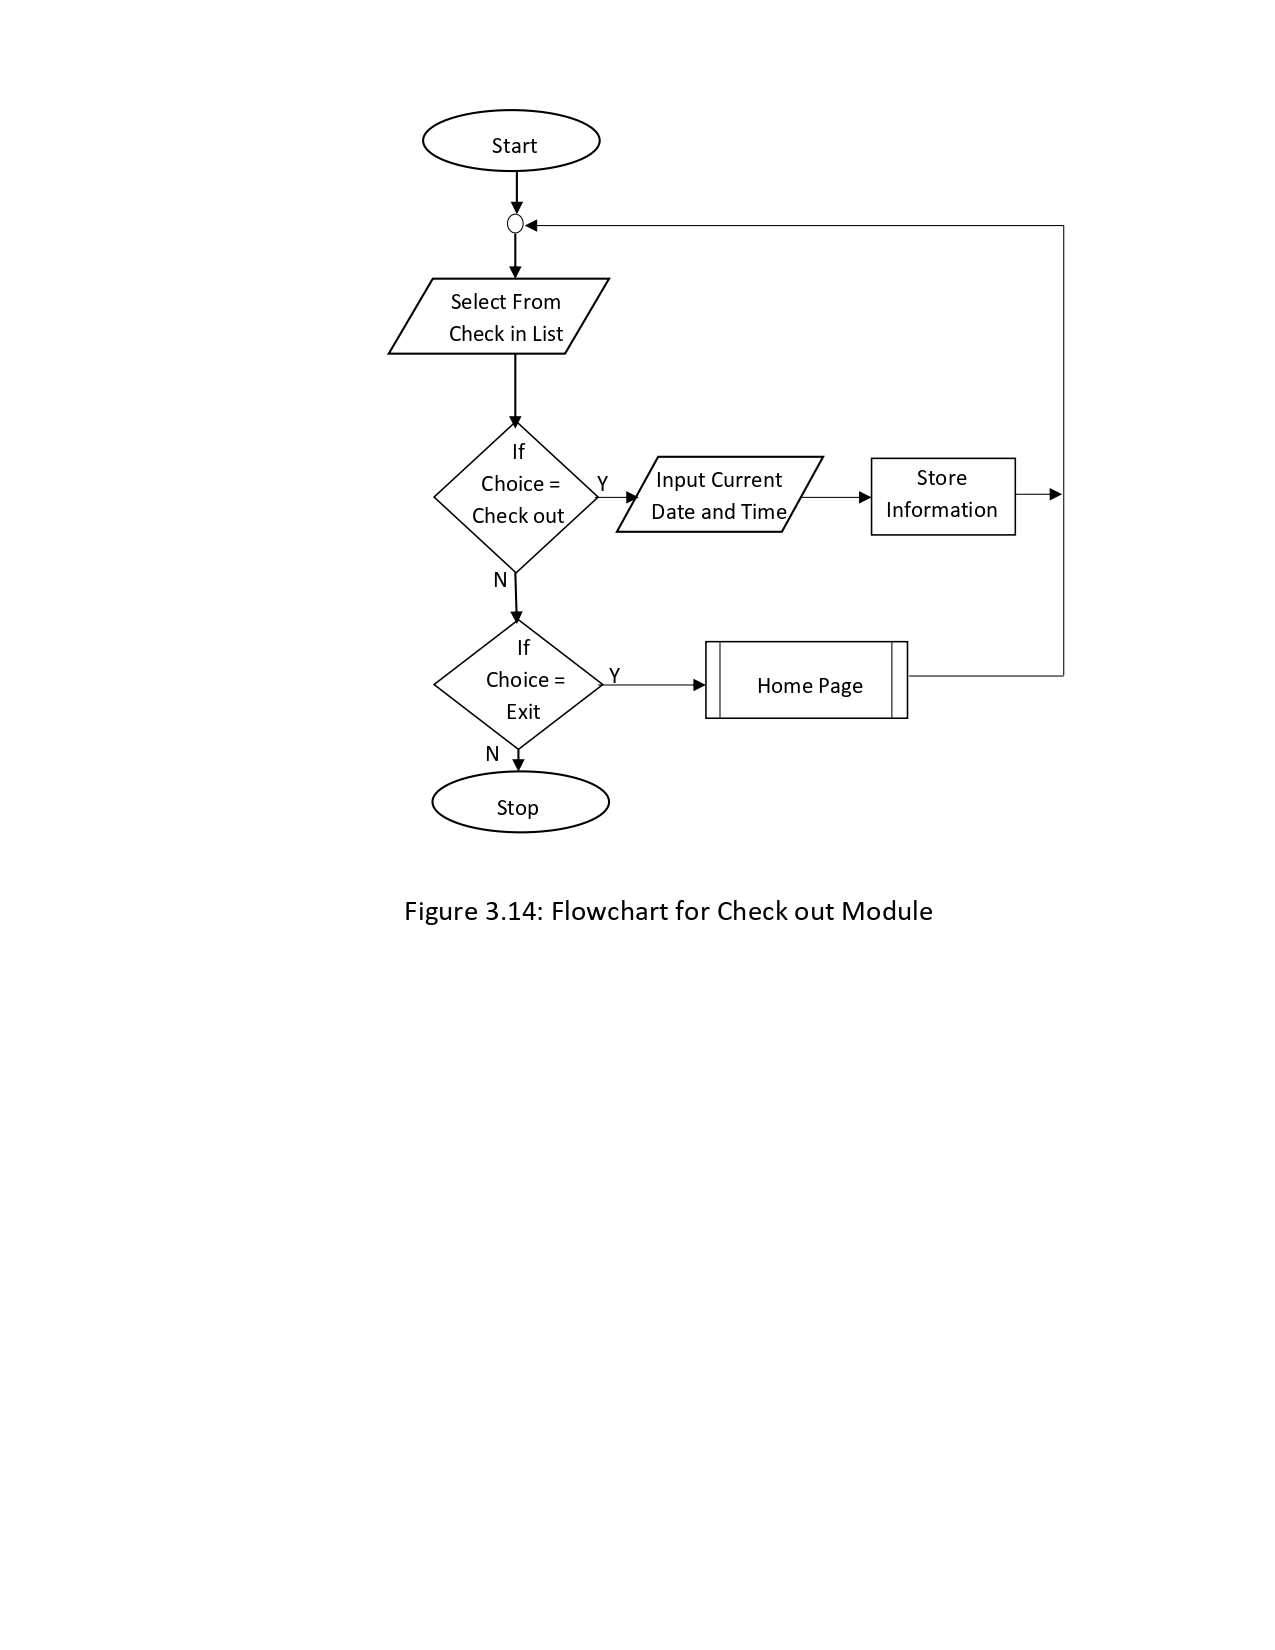 Start
Select From
Check in List
If
Choice =
Check out
Y
Input Current
Date and Time
Store
Information
N
If
Choice =
Exit
Y
Home Page
N
Stop
Figure 3.14: Flowchart for Check out Module